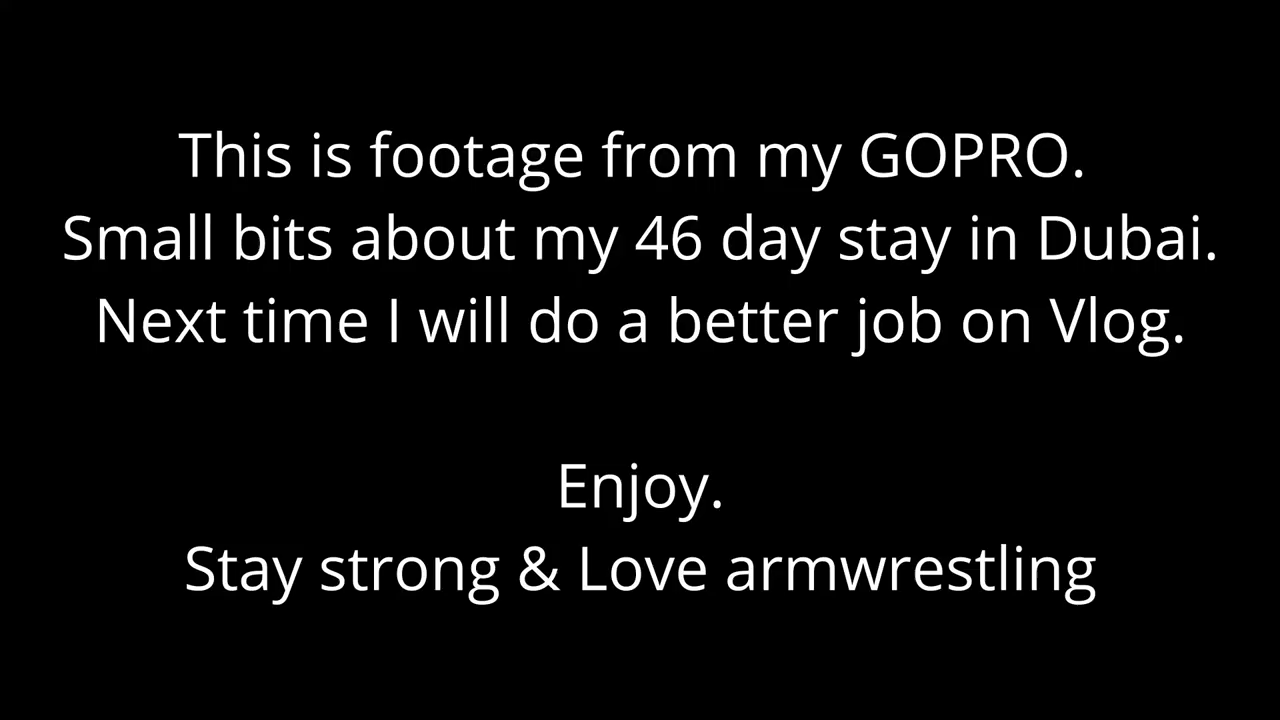 This is footage from my GOPRO.
Small bits about my 46 day stay in Dubai.
Next time I will do a better job on Vlog.
Enjoy.
Stay strong & Love armwrestling